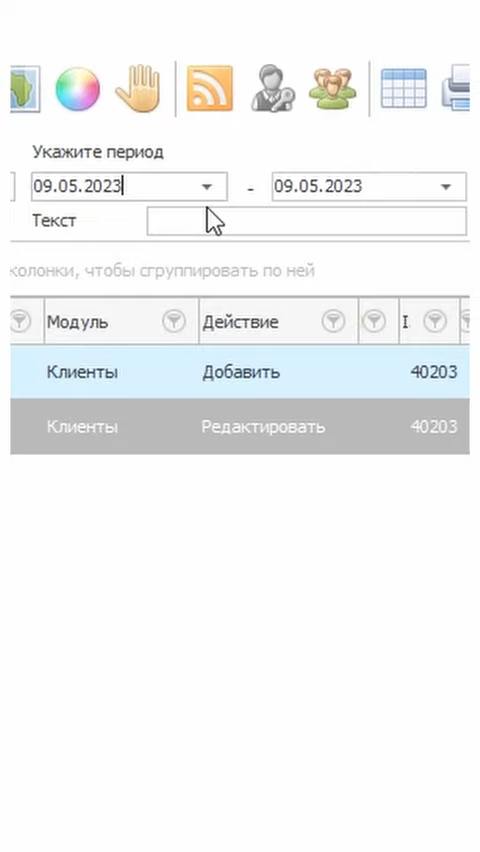 Укажите период
09.05.2023 - 09.05.2023
Текст
колонки, чтобы сгруппировать по ней
Модуль Действие I
Клиенты Добавить 40203
Клиенты Редактировать 40203